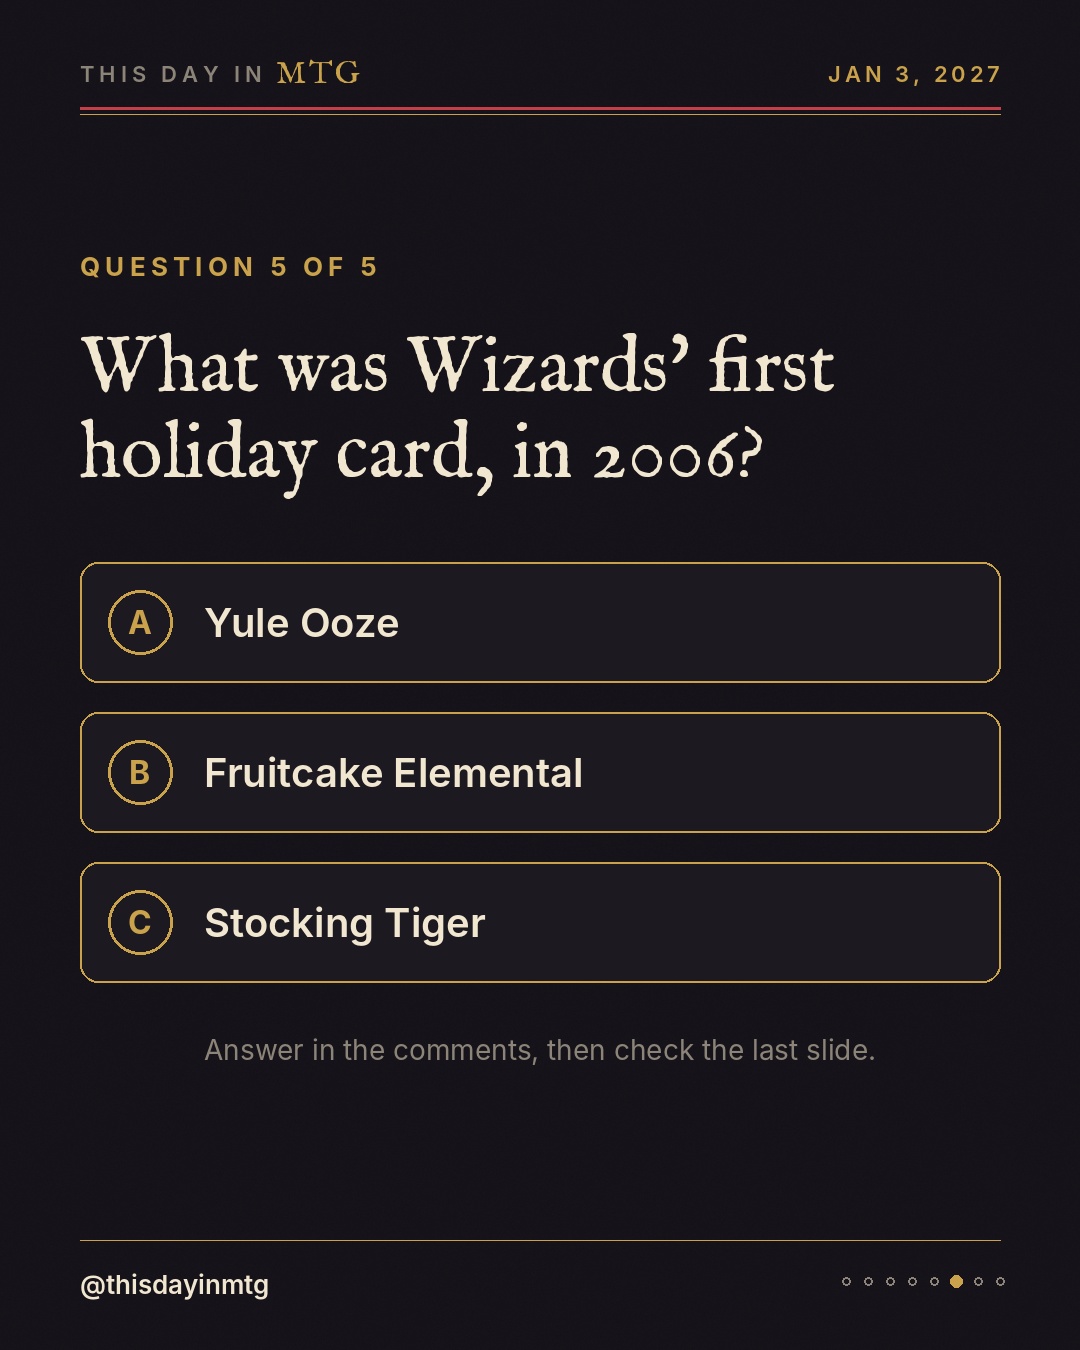 THIS DAY IN MTG
JAN 3, 2027
QUESTION 5 OF 5
What was Wizards’ first
holiday card, in 2006?
A Yule Ooze
B Fruitcake Elemental
C Stocking Tiger
Answer in the comments, then check the last slide.
@thisdayinmtg